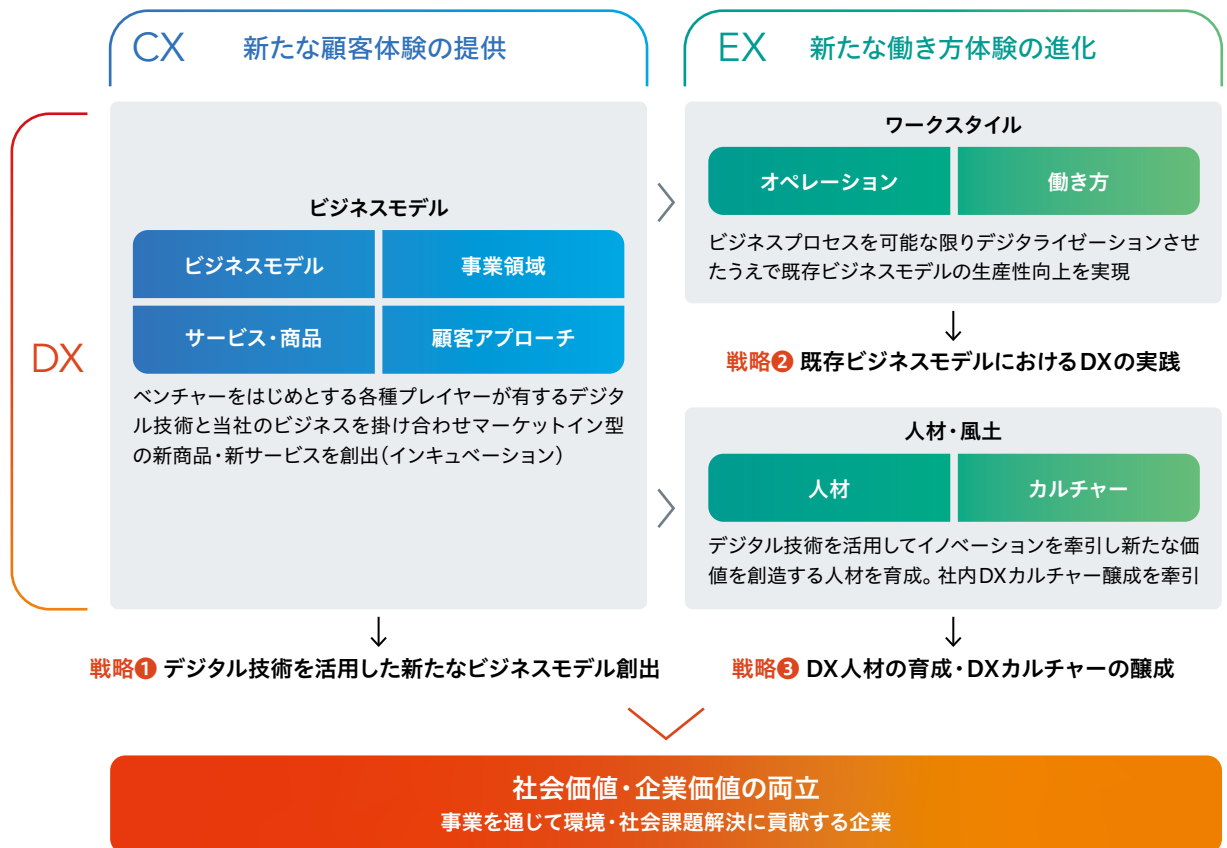 CX 新たな顧客体験の提供
EX 新たな働き方体験の進化
DX
ビジネスモデル
ビジネスモデル
事業領域
サービス・商品
顧客アプローチ
ベンチャーをはじめとする各種プレイヤーが有するデジタ
ル技術と当社のビジネスを掛け合わせマーケットイン型
の新商品・新サービスを創出(インキュベーション)
戦略❶ デジタル技術を活用した新たなビジネスモデル創出
ワークスタイル
オペレーション
働き方
ビジネスプロセスを可能な限りデジタライゼーションさせ
たうえで既存ビジネスモデルの生産性向上を実現
戦略❷ 既存ビジネスモデルにおけるDXの実践
人材・風土
人材
カルチャー
デジタル技術を活用してイノベーションを牽引し新たな価
値を創造する人材を育成。社内DXカルチャー醸成を牽引
戦略❸ DX人材の育成・DXカルチャーの醸成
社会価値・企業価値の両立
事業を通じて環境・社会課題解決に貢献する企業